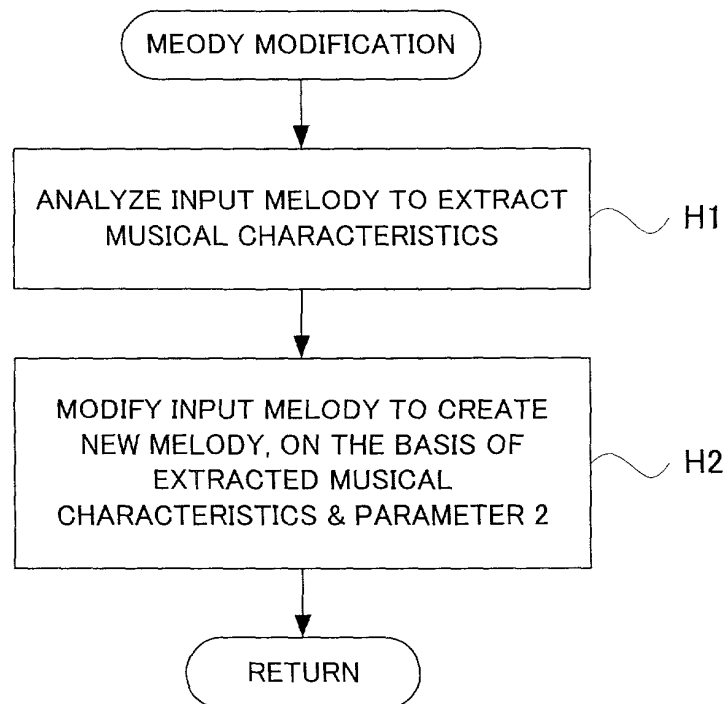 MEODY MODIFICATION
ANALYZE INPUT MELODY TO EXTRACT
MUSICAL CHARACTERISTICS
H1
MODIFY INPUT MELODY TO CREATE
NEW MELODY, ON THE BASIS OF
EXTRACTED MUSICAL
CHARACTERISTICS & PARAMETER 2
H2
RETURN